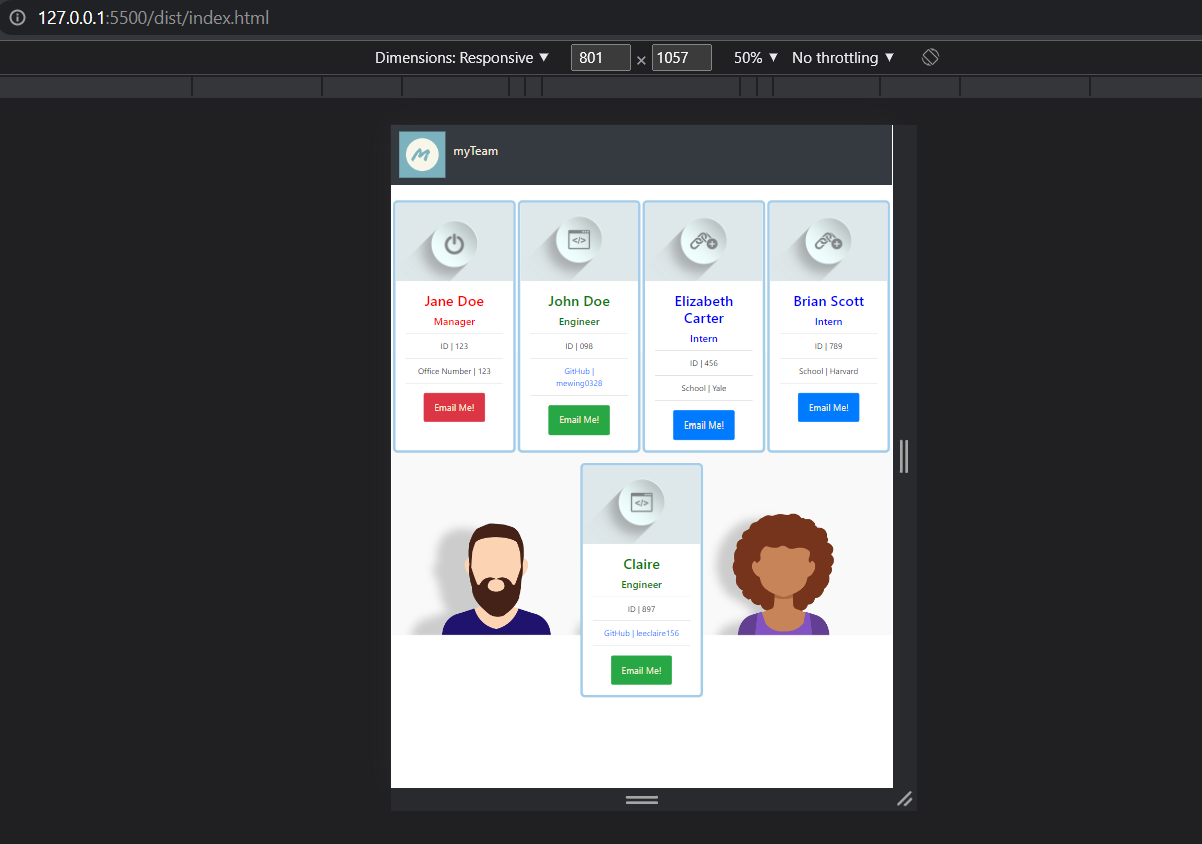 127.0.0.1:5500/dist/index.html
Dimensions: Responsive ▼ 801 × 1057 50% ▼ No throttling ▼
myTeam
Jane Doe
Manager
ID | 123
Office Number | 123
Email Me!
John Doe
Engineer
ID | 098
GitHub |
mewing0328
Email Me!
Elizabeth
Carter
Intern
ID | 456
School | Yale
Email Me!
Brian Scott
Intern
ID | 789
School | Harvard
Email Me!
Claire
Engineer
ID | 897
GitHub | leeclaire156
Email Me!